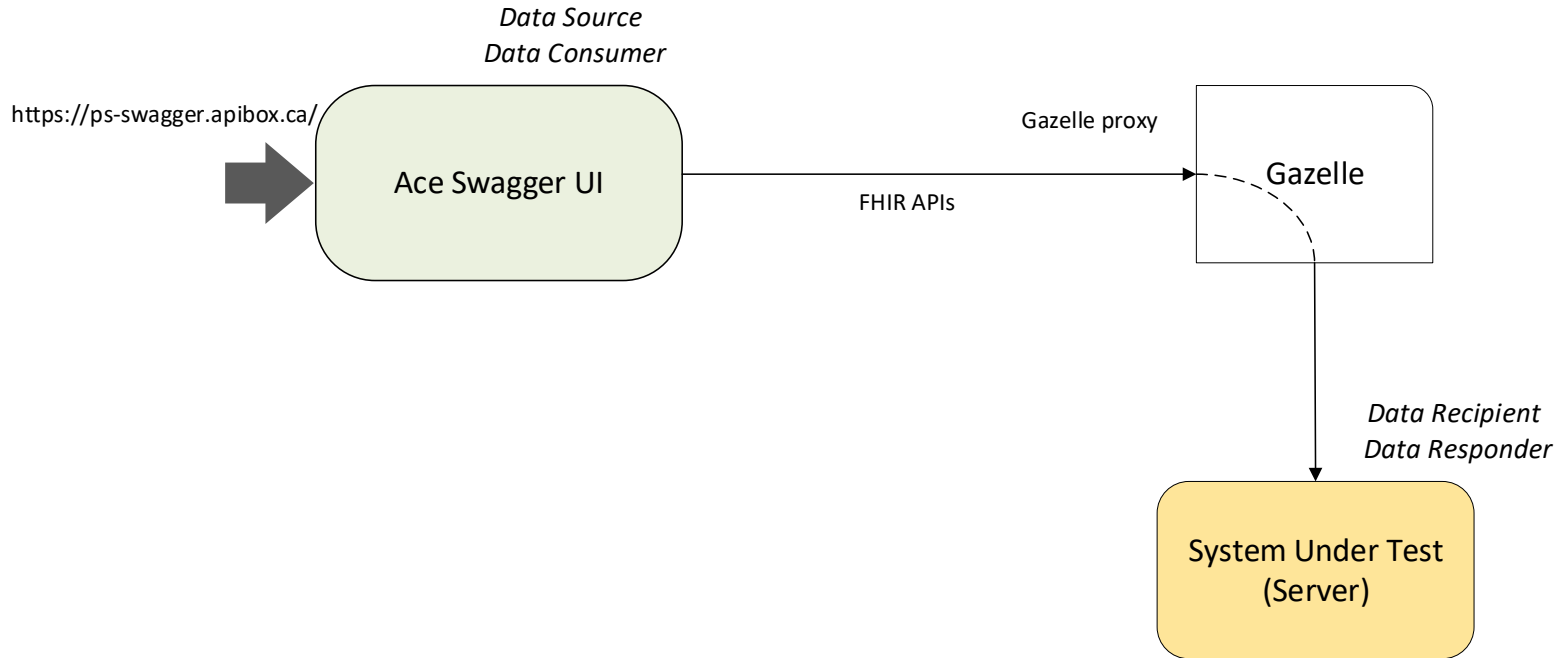 Data Source
Data Consumer
https://ps-swagger.apibox.ca/
Ace Swagger UI
Gazelle proxy
FHIR APIs
Gazelle
Data Recipient
Data Responder
System Under Test
(Server)